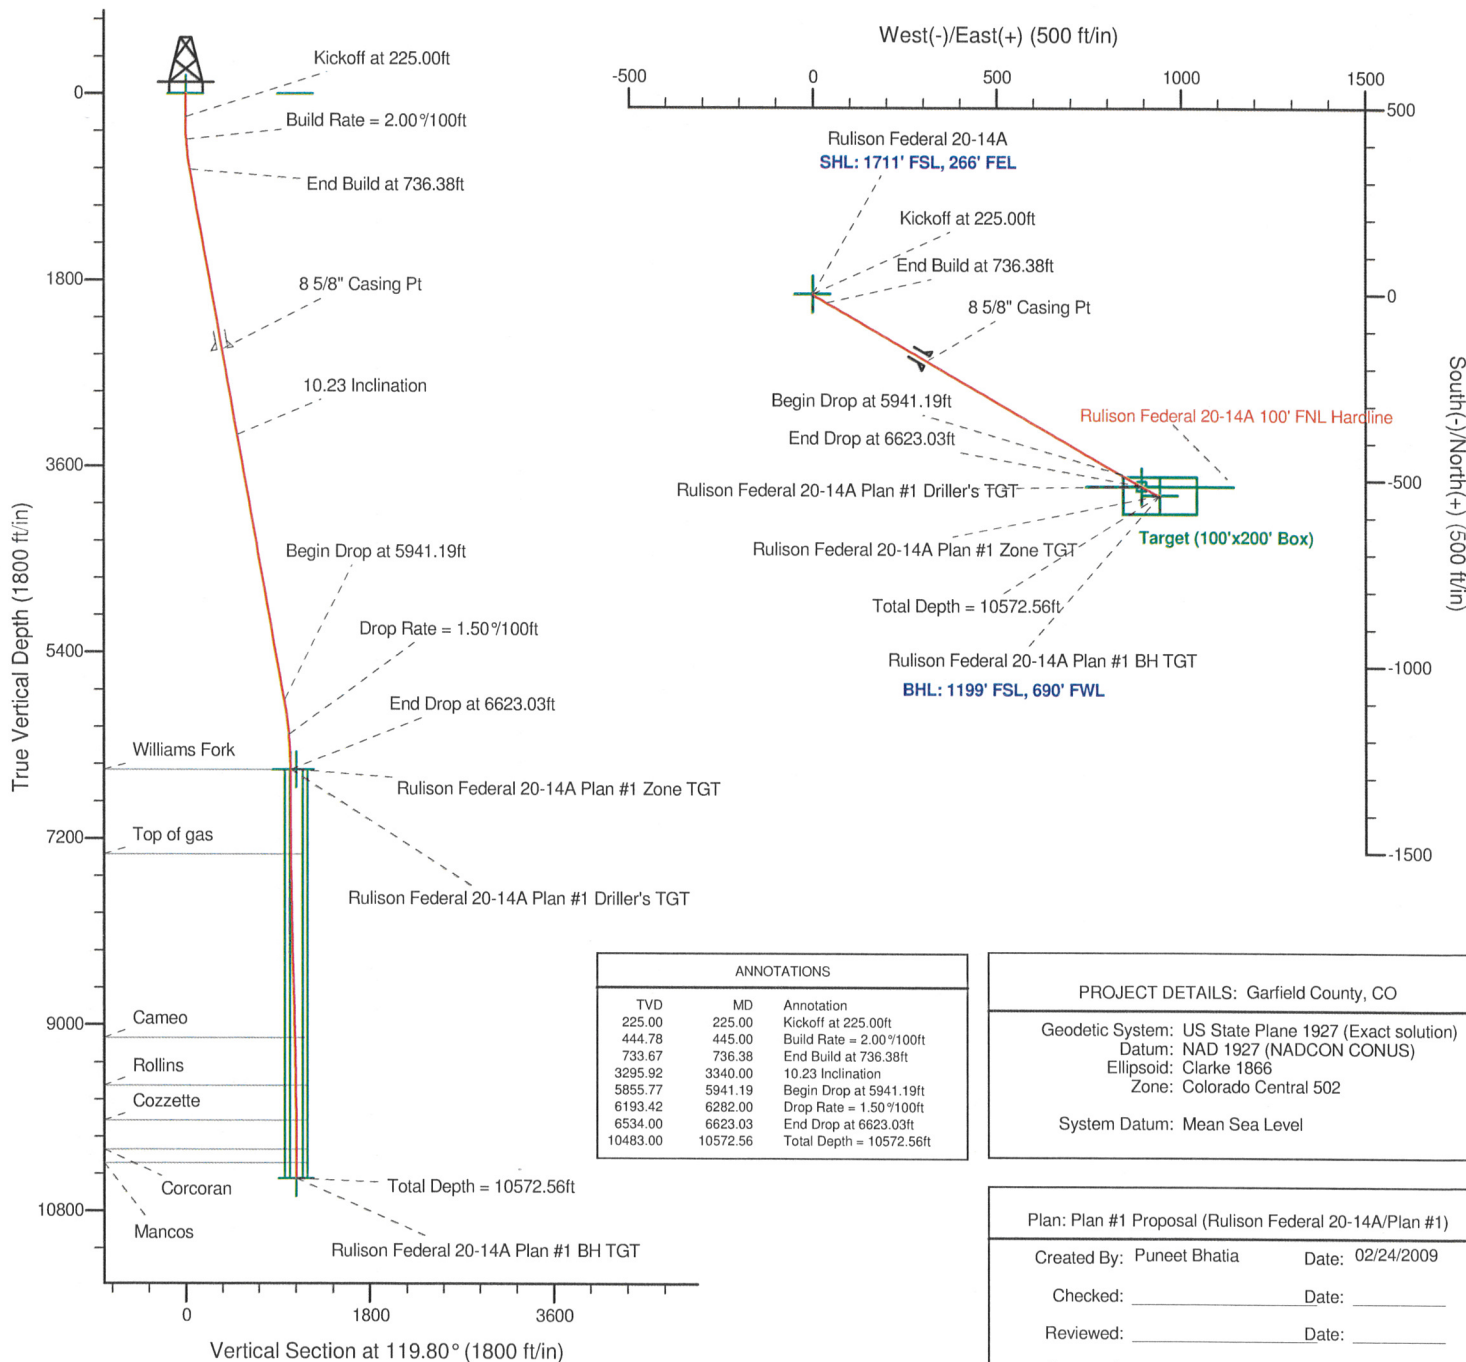 Kickoff at 225.00ft
Build Rate = 2.00°/100ft
End Build at 736.38ft
8 5/8" Casing Pt
10.23 Inclination
Begin Drop at 5941.19ft
Drop Rate = 1.50°/100ft
End Drop at 6623.03ft
Williams Fork
Rulison Federal 20-14A Plan #1 Zone TGT
Top of gas
Rulison Federal 20-14A Plan #1 Driller's TGT
Cameo
Rollins
Cozzette
Corcoran
Mancos
Total Depth = 10572.56ft
Rulison Federal 20-14A Plan #1 BH TGT
True Vertical Depth (1800 ft/in)
0
1800
3600
5400
7200
9000
10800
0
1800
3600
Vertical Section at 119.80° (1800 ft/in)
West(-)/East(+) (500 ft/in)
-500
0
500
1000
1500
500
0
-500
-1000
-1500
South(-)/North(+) (500 ft/in)
Rulison Federal 20-14A
SHL: 1711' FSL, 266' FEL
Kickoff at 225.00ft
End Build at 736.38ft
8 5/8" Casing Pt
Begin Drop at 5941.19ft
Rulison Federal 20-14A 100' FNL Hardline
End Drop at 6623.03ft
Rulison Federal 20-14A Plan #1 Driller's TGT
Target (100'x200' Box)
Rulison Federal 20-14A Plan #1 Zone TGT
Total Depth = 10572.56ft
Rulison Federal 20-14A Plan #1 BH TGT
BHL: 1199' FSL, 690' FWL
ANNOTATIONS
TVD MD Annotation
225.00 225.00 Kickoff at 225.00ft
444.78 445.00 Build Rate = 2.00°/100ft
733.67 736.38 End Build at 736.38ft
3295.92 3340.00 10.23 Inclination
5855.77 5941.19 Begin Drop at 5941.19ft
6193.42 6282.00 Drop Rate = 1.50°/100ft
6534.00 6623.03 End Drop at 6623.03ft
10483.00 10572.56 Total Depth = 10572.56ft
PROJECT DETAILS: Garfield County, CO
Geodetic System: US State Plane 1927 (Exact solution)
Datum: NAD 1927 (NADCON CONUS)
Ellipsoid: Clarke 1866
Zone: Colorado Central 502
System Datum: Mean Sea Level
Plan: Plan #1 Proposal (Rulison Federal 20-14A/Plan #1)
Created By: Puneet Bhatia Date: 02/24/2009
Checked: Date:
Reviewed: Date: